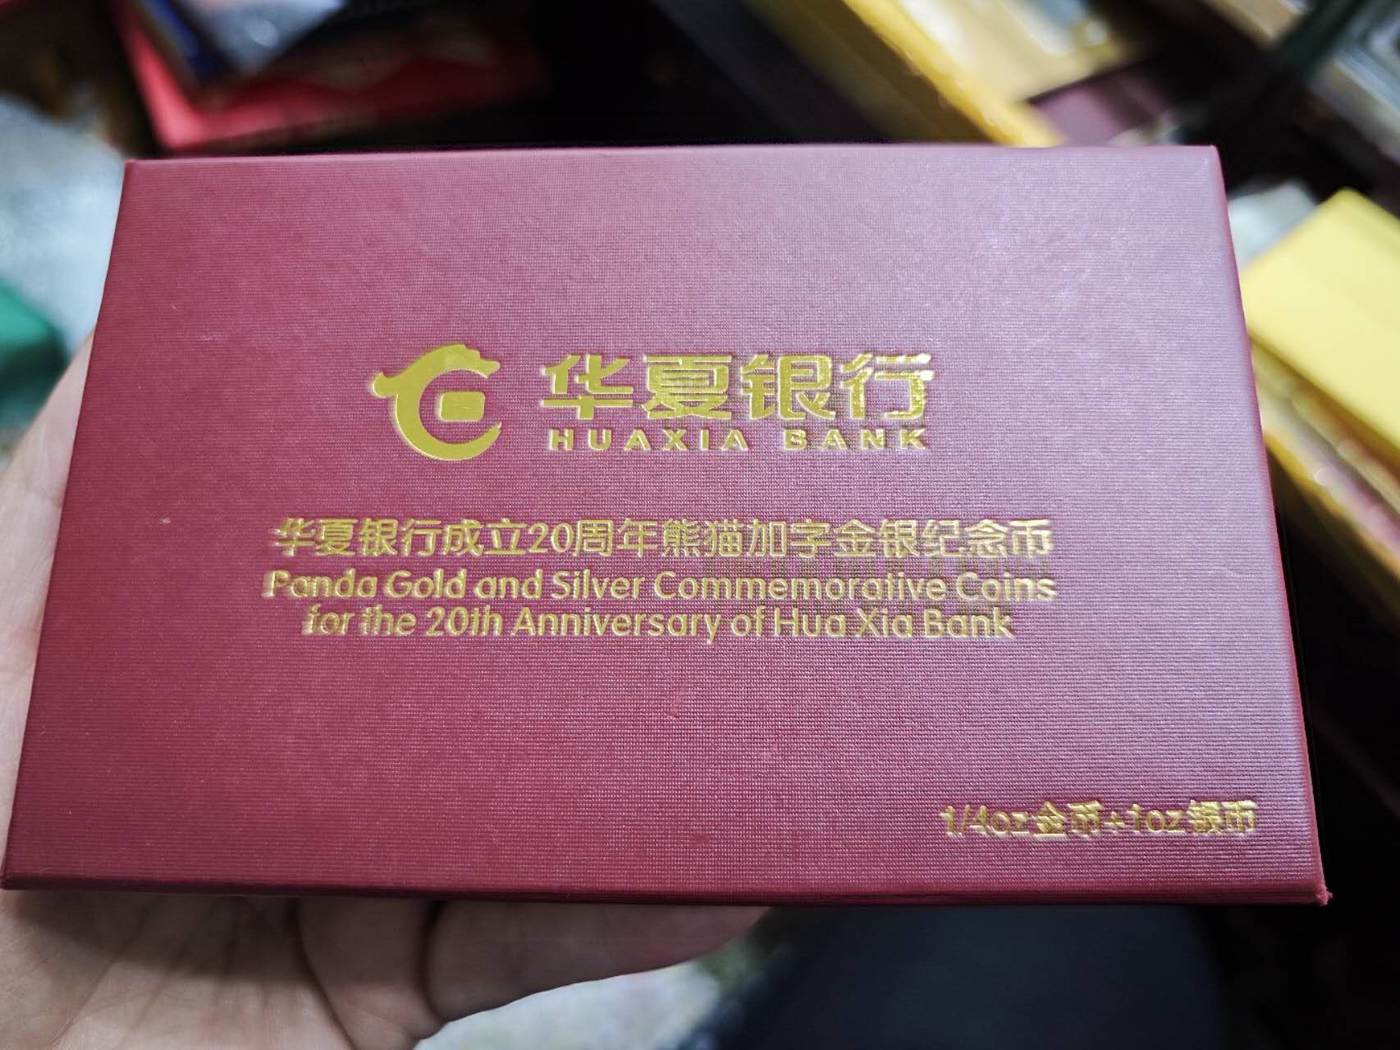 华夏银行
HUAXIA BANK
华夏银行成立20周年熊猫加字金银纪念币
Panda Gold and Silver Commemorative Coins
for the 20th Anniversary of Hua Xia Bank
1/4oz金币+1oz银币